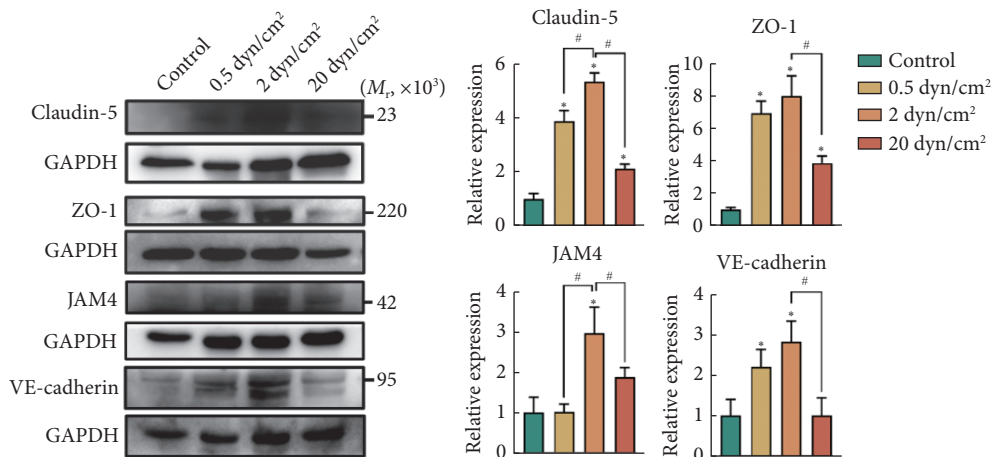 Control
0.5 dyn/cm²
2 dyn/cm²
20 dyn/cm²
(Mr, ×10³)
Claudin-5
23
GAPDH
ZO-1
220
GAPDH
JAM4
42
GAPDH
VE-cadherin
95
GAPDH
Claudin-5
Relative expression
6
4
2
0
*
*
*
#
#
ZO-1
Relative expression
10
8
6
4
2
0
*
*
*
#
Control
0.5 dyn/cm²
2 dyn/cm²
20 dyn/cm²
JAM4
Relative expression
4
3
2
1
0
*
#
#
VE-cadherin
Relative expression
4
3
2
1
0
*
*
#